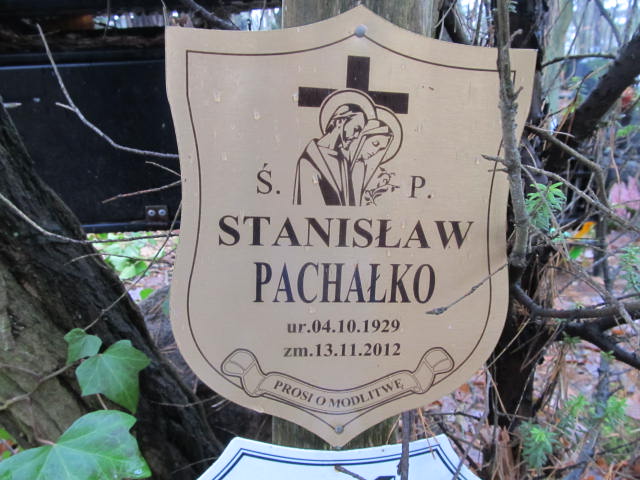 Ś. P.
STANISŁAW
PACHAŁKO
ur.04.10.1929
zm.13.11.2012
PROSI O MODLITWĘ